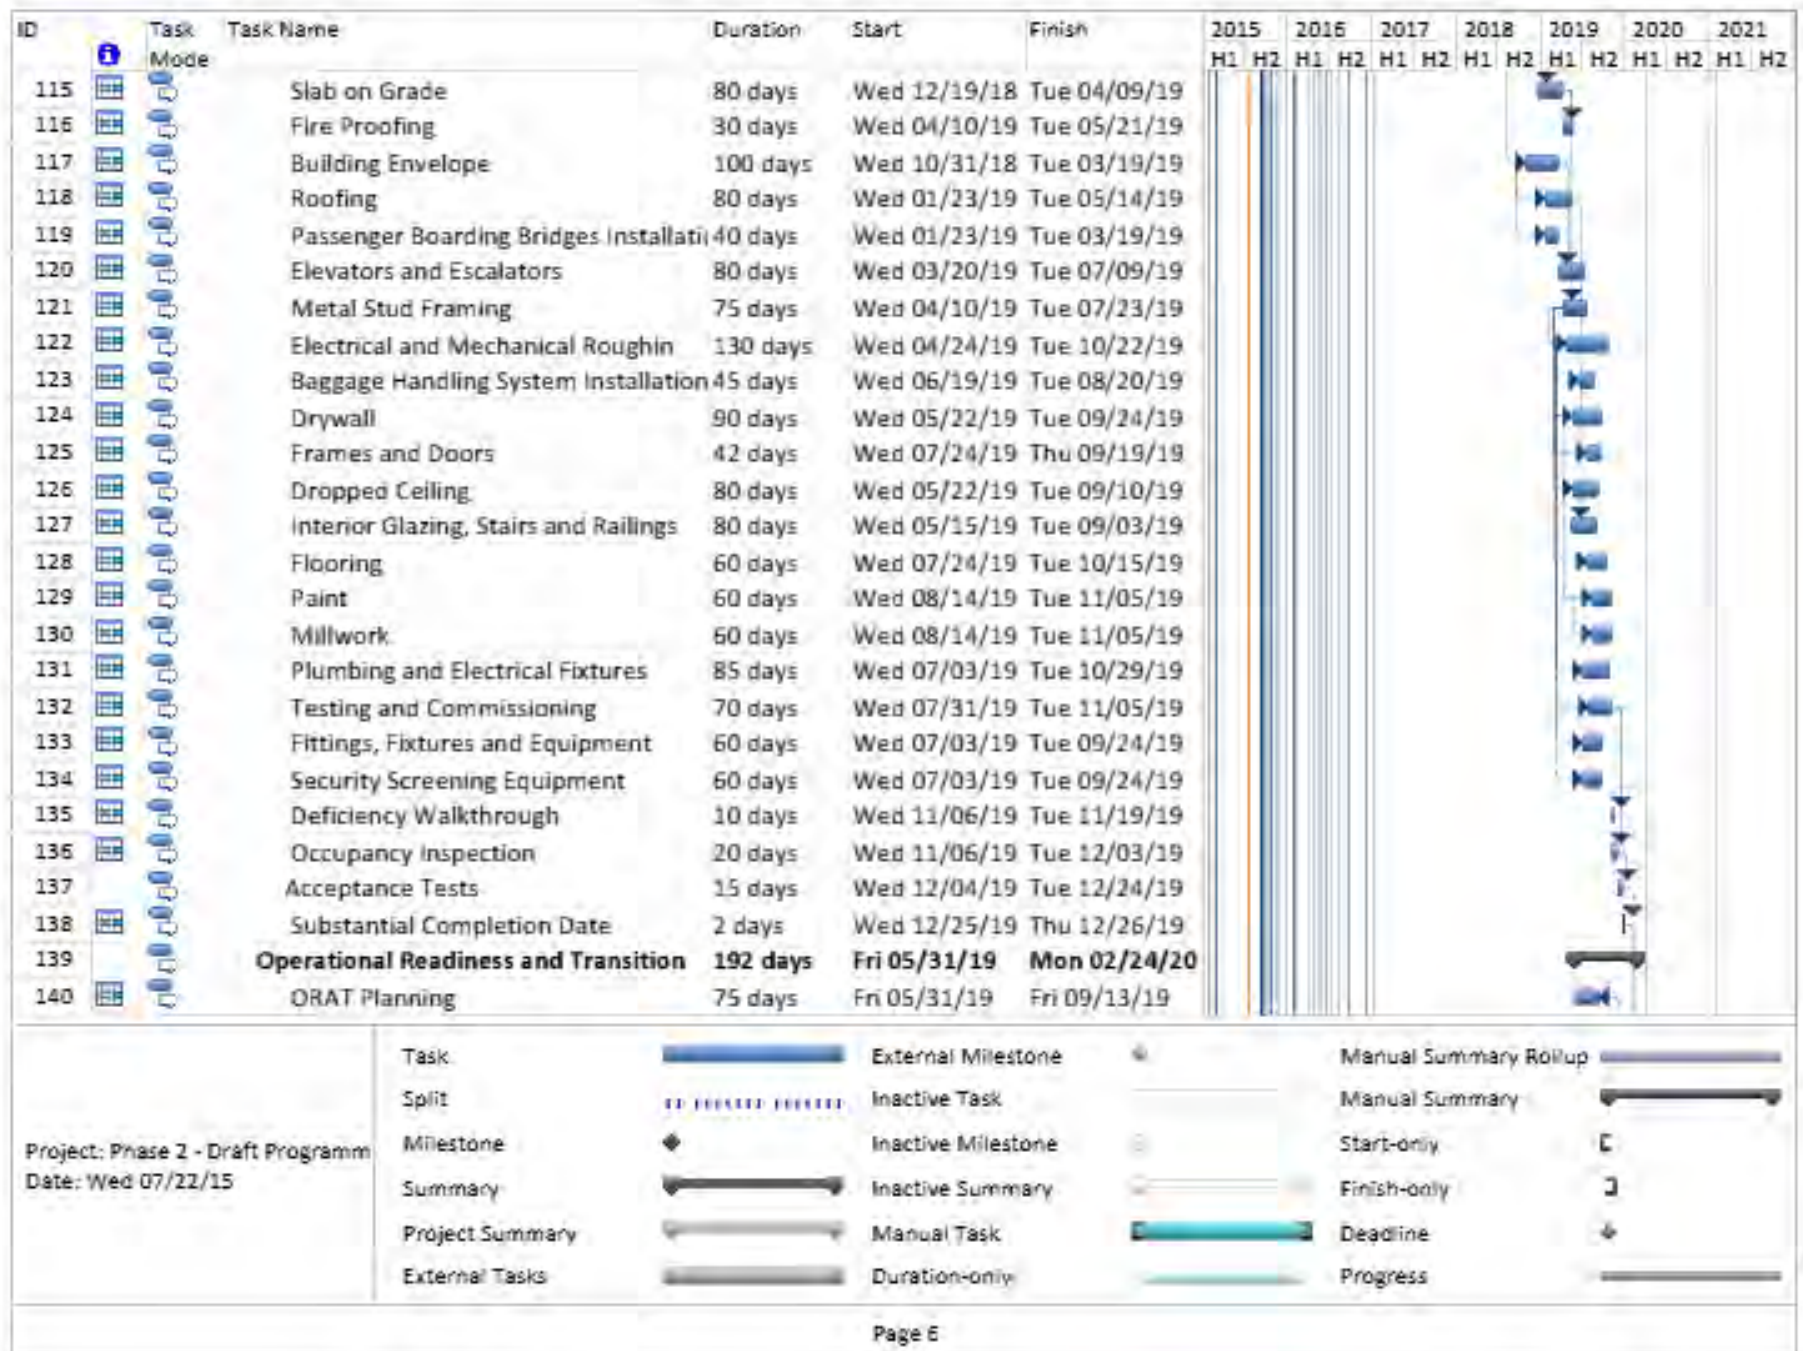 ID Task Mode Task Name Duration Start Finish 2015 2016 2017 2018 2019 2020 2021
H1 H2 H1 H2 H1 H2 H1 H2 H1 H2 H1 H2 H1 H2
115 Slab on Grade 80 days Wed 12/19/18 Tue 04/09/19
116 Fire Proofing 30 days Wed 04/10/19 Tue 05/21/19
117 Building Envelope 100 days Wed 10/31/18 Tue 03/19/19
118 Roofing 80 days Wed 01/23/19 Tue 05/14/19
119 Passenger Boarding Bridges Installati 40 days Wed 01/23/19 Tue 03/19/19
120 Elevators and Escalators 80 days Wed 03/20/19 Tue 07/09/19
121 Metal Stud Framing 75 days Wed 04/10/19 Tue 07/23/19
122 Electrical and Mechanical Roughin 130 days Wed 04/24/19 Tue 10/22/19
123 Baggage Handling System Installation 45 days Wed 06/19/19 Tue 08/20/19
124 Drywall 90 days Wed 05/22/19 Tue 09/24/19
125 Frames and Doors 42 days Wed 07/24/19 Thu 09/19/19
126 Dropped Ceiling 80 days Wed 05/22/19 Tue 09/10/19
127 Interior Glazing, Stairs and Railings 80 days Wed 05/15/19 Tue 09/03/19
128 Flooring 60 days Wed 07/24/19 Tue 10/15/19
129 Paint 60 days Wed 08/14/19 Tue 11/05/19
130 Millwork 60 days Wed 08/14/19 Tue 11/05/19
131 Plumbing and Electrical Fixtures 85 days Wed 07/03/19 Tue 10/29/19
132 Testing and Commissioning 70 days Wed 07/31/19 Tue 11/05/19
133 Fittings, Fixtures and Equipment 60 days Wed 07/03/19 Tue 09/24/19
134 Security Screening Equipment 60 days Wed 07/03/19 Tue 09/24/19
135 Deficiency Walkthrough 10 days Wed 11/06/19 Tue 11/19/19
136 Occupancy Inspection 20 days Wed 11/06/19 Tue 12/03/19
137 Acceptance Tests 15 days Wed 12/04/19 Tue 12/24/19
138 Substantial Completion Date 2 days Wed 12/25/19 Thu 12/26/19
139 Operational Readiness and Transition 192 days Fri 05/31/19 Mon 02/24/20
140 ORAT Planning 75 days Fri 05/31/19 Fri 09/13/19
Project: Phase 2 - Draft Programm
Date: Wed 07/22/15
Task External Milestone Manual Summary Rollup
Split Inactive Task Manual Summary
Milestone Inactive Milestone Start-only
Summary Inactive Summary Finish-only
Project Summary Manual Task Deadline
External Tasks Duration-only Progress
Page 6